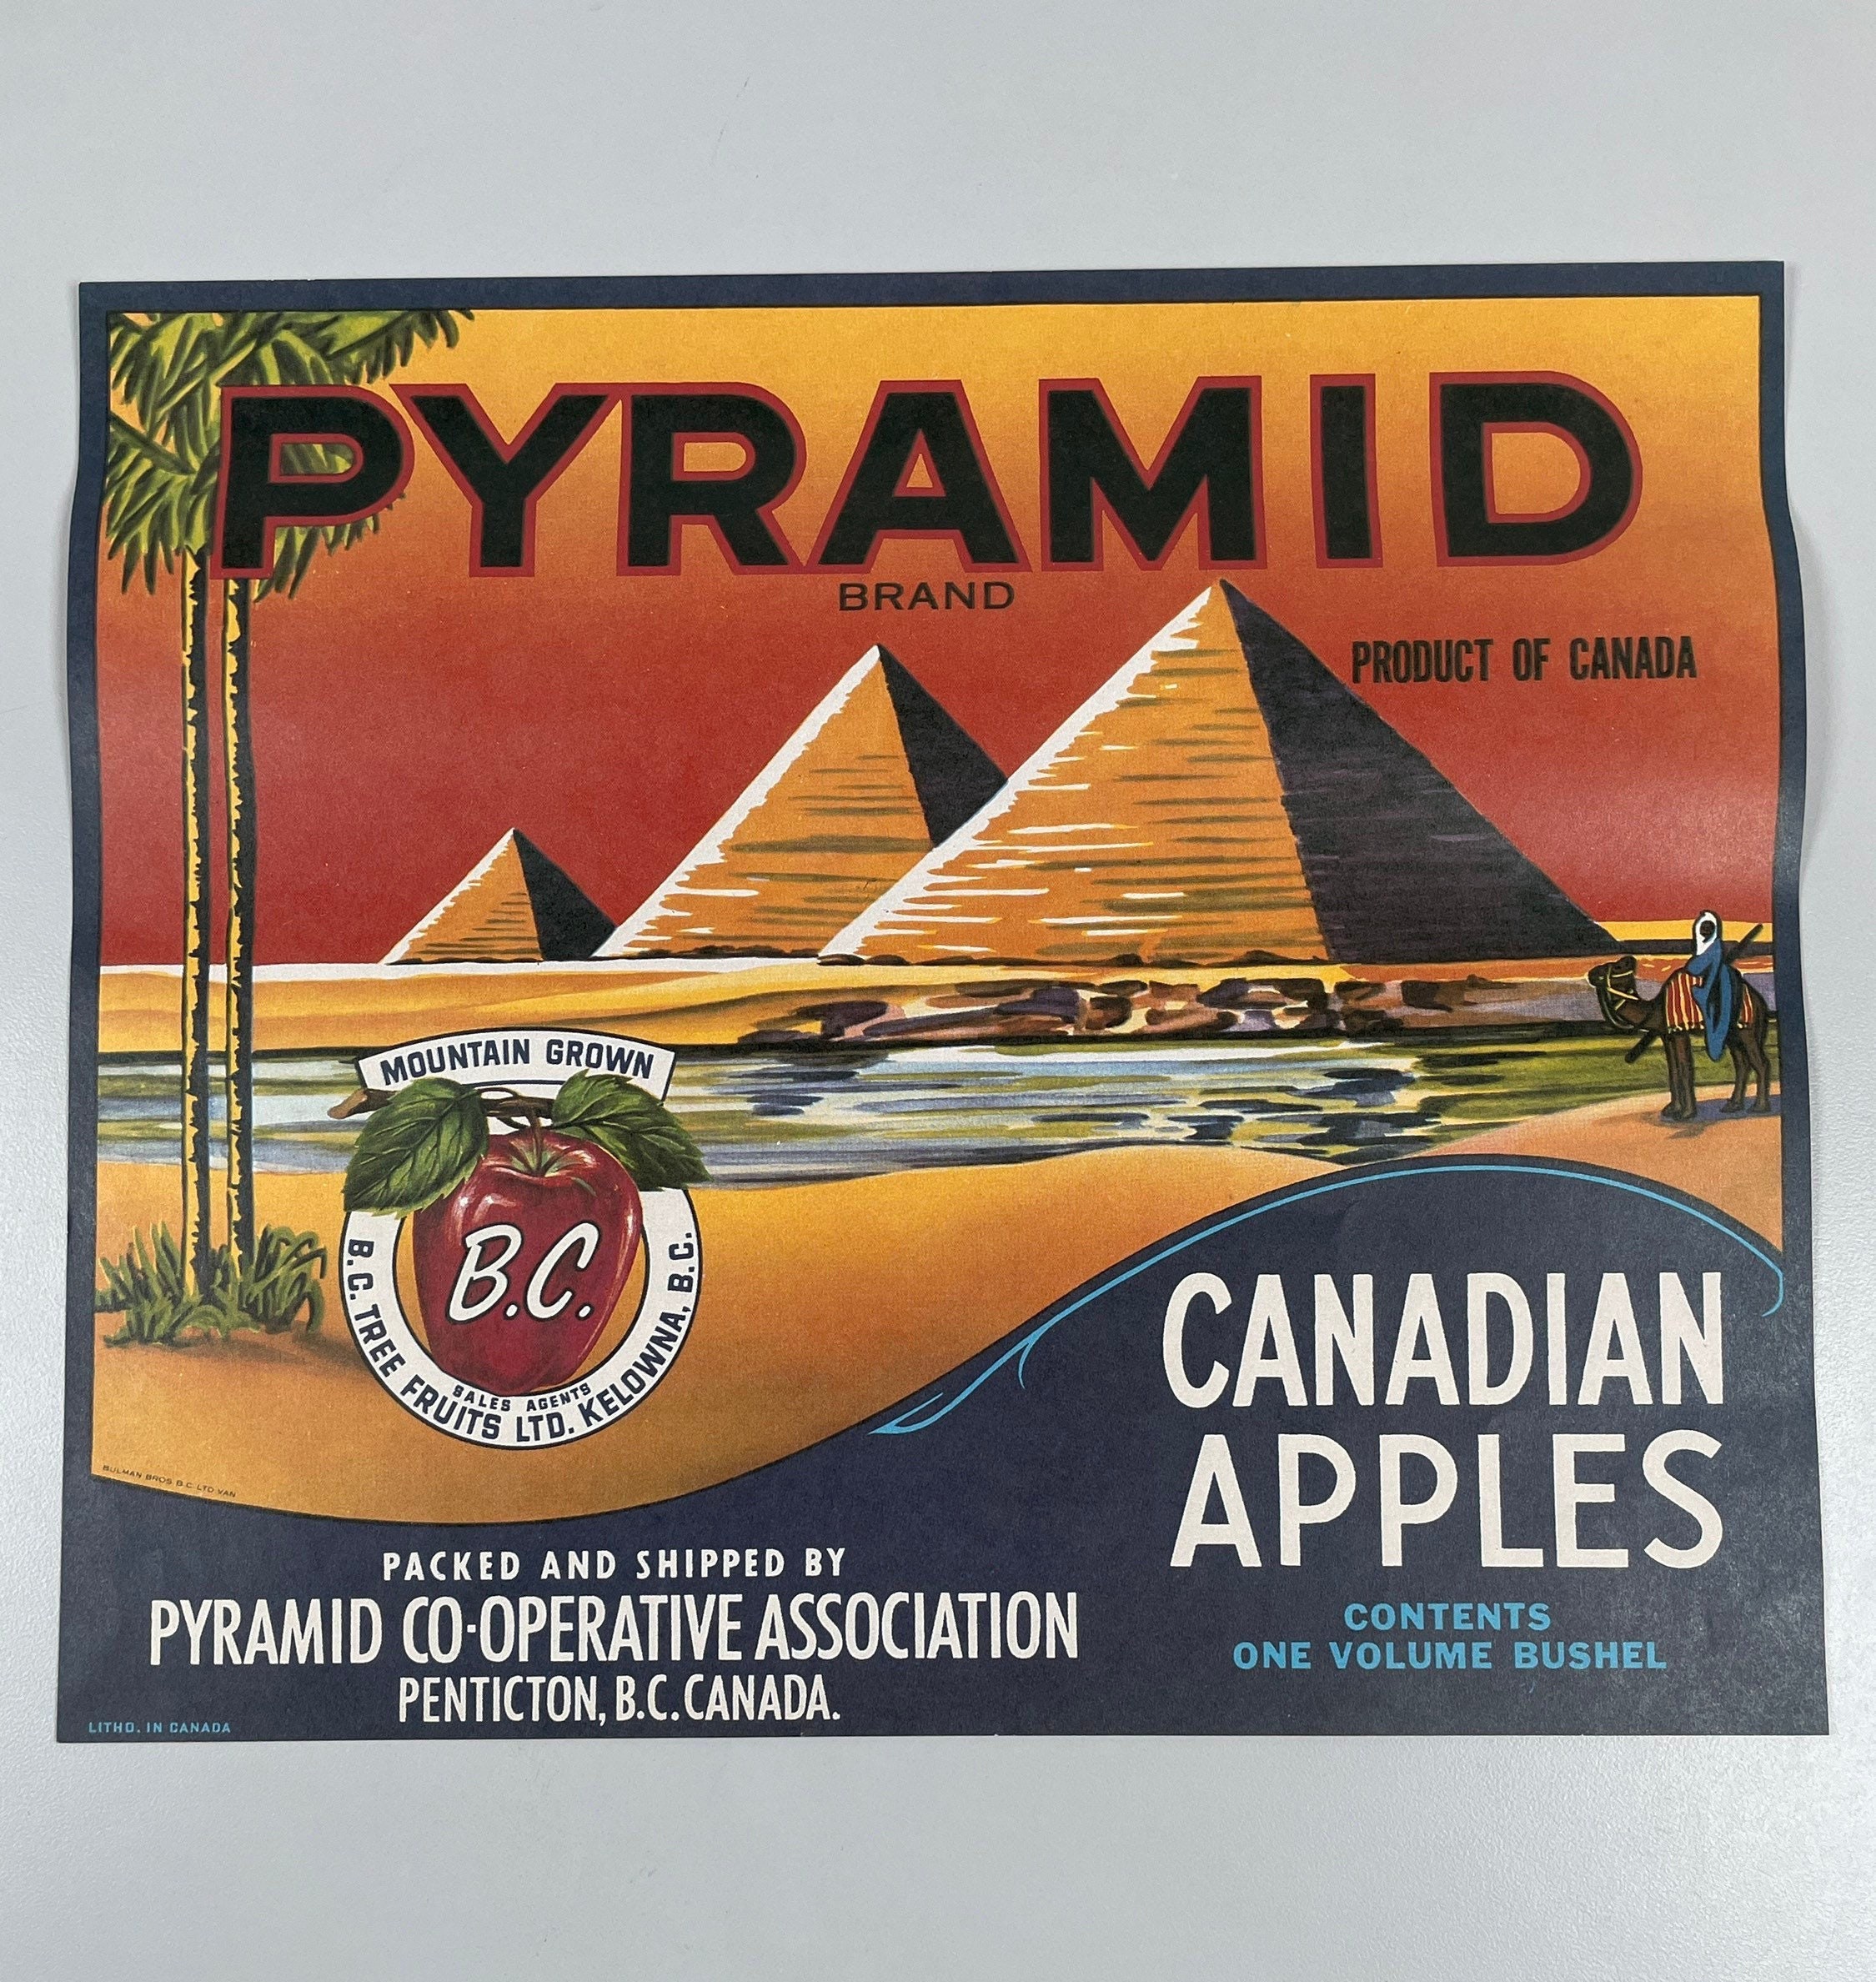 PYRAMID
BRAND
PRODUCT OF CANADA
MOUNTAIN GROWN
B.C.
SALES AGENTS
B.C. TREE FRUITS LTD. KELOWNA, B.C.
CANADIAN
APPLES
CONTENTS
ONE VOLUME BUSHEL
BULMAN BROS B.C. LTD VAN
PACKED AND SHIPPED BY
PYRAMID CO-OPERATIVE ASSOCIATION
PENTICTON, B.C. CANADA.
LITHO. IN CANADA